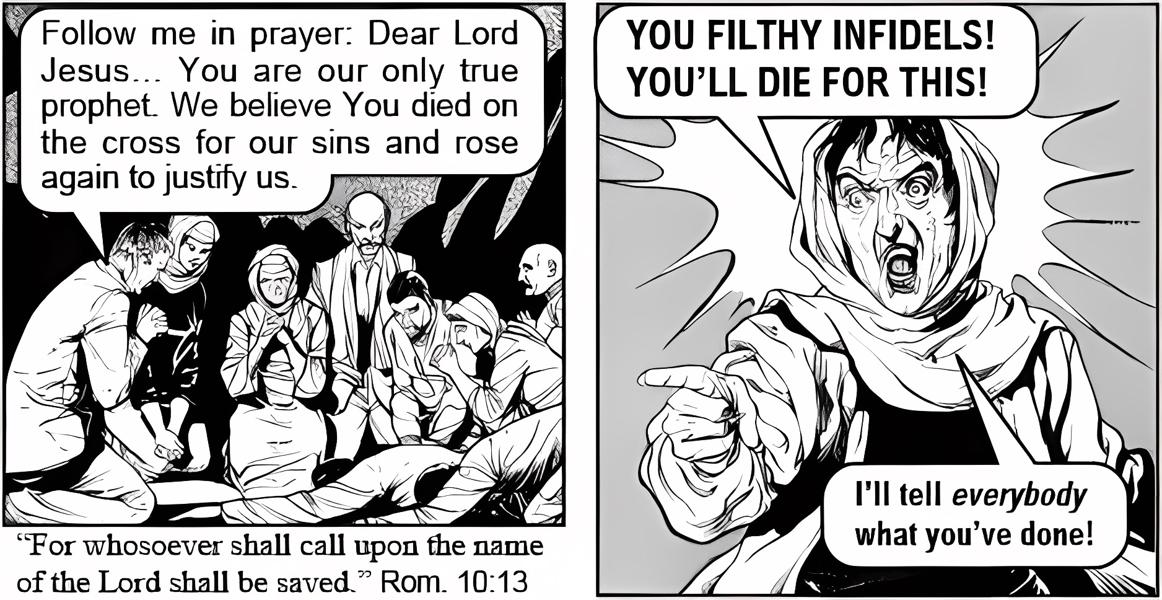 Follow me in prayer: Dear Lord
Jesus... You are our only true
prophet. We believe You died on
the cross for our sins and rose
again to justify us.
“For whosoever shall call upon the name
of the Lord shall be saved.” Rom. 10:13
YOU FILTHY INFIDELS!
YOU'LL DIE FOR THIS!
I'll tell everybody
what you've done!